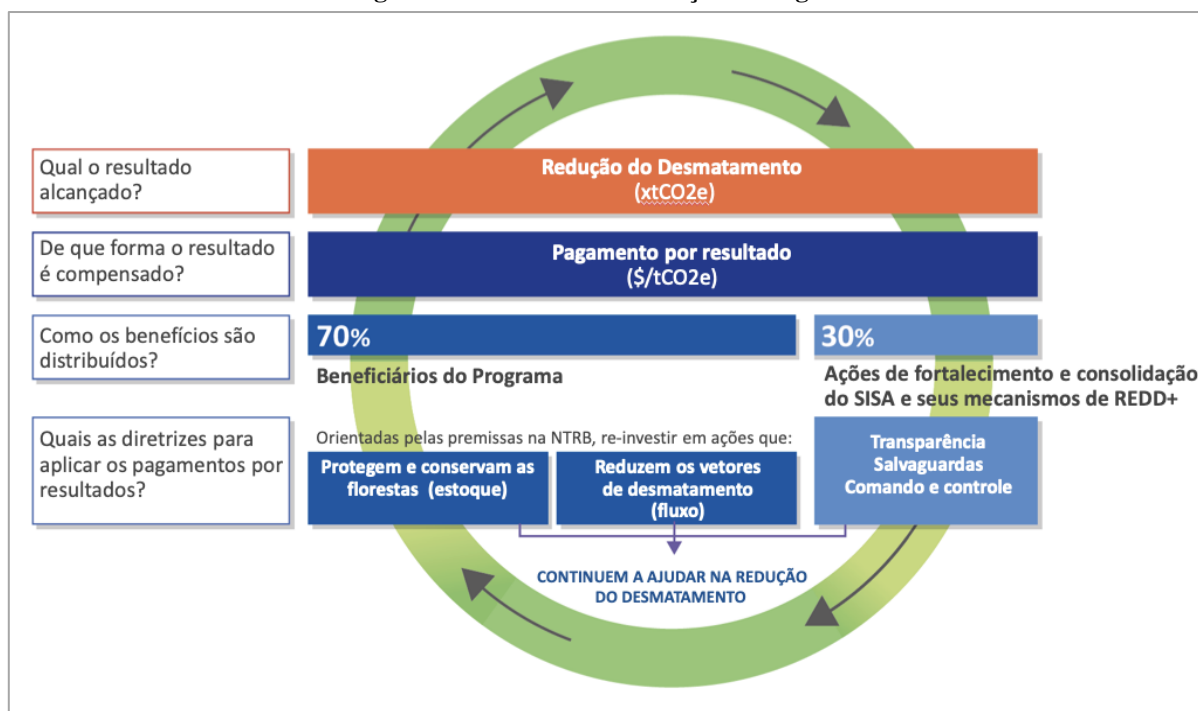 Qual o resultado
alcançado?
Redução do Desmatamento
(xtCO2e)
De que forma o resultado
é compensado?
Pagamento por resultado
($/tCO2e)
Como os benefícios são
distribuídos?
70%
30%
Beneficiários do Programa
Ações de fortalecimento e consolidação
do SISA e seus mecanismos de REDD+
Quais as diretrizes para
aplicar os pagamentos por
resultados?
Orientadas pelas premissas na NTRB, re-investir em ações que:
Protegem e conservam as
florestas (estoque)
Reduzem os vetores
de desmatamento
(fluxo)
Transparência
Salvaguardas
Comando e controle
CONTINUEM A AJUDAR NA REDUÇÃO
DO DESMATAMENTO